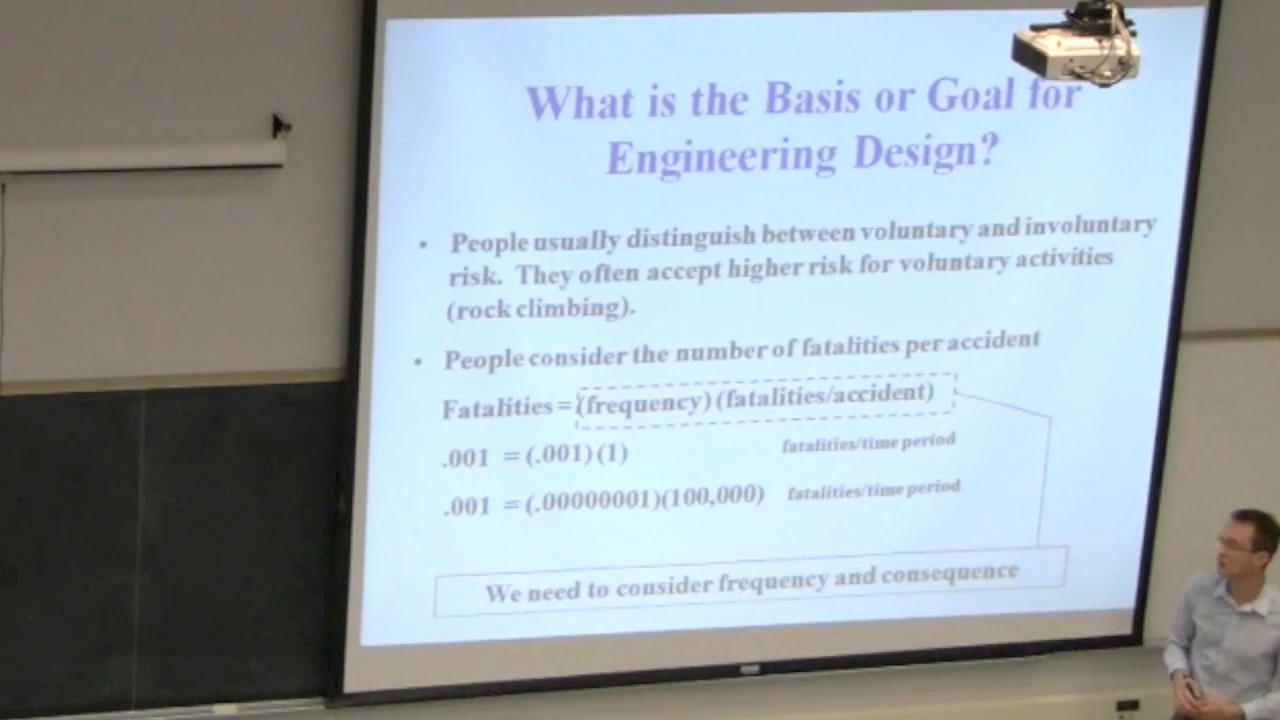 What is the Basis or Goal for
Engineering Design?
• People usually distinguish between voluntary and involuntary
risk. They often accept higher risk for voluntary activities
(rock climbing).
• People consider the number of fatalities per accident
Fatalities = (frequency) (fatalities/accident)
.001 = (.001) (1) fatalities/time period
.001 = (.00000001)(100,000) fatalities/time period
We need to consider frequency and consequence